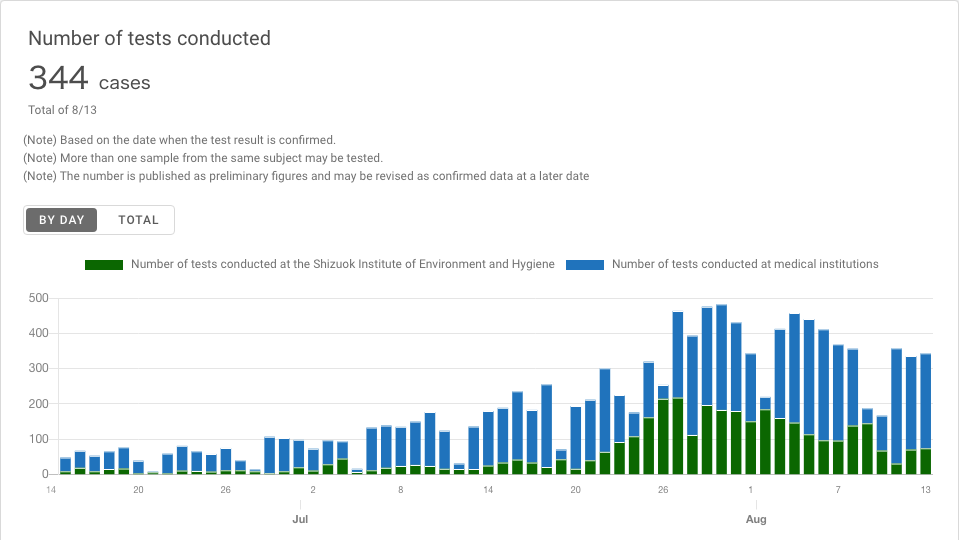 Number of tests conducted
344 cases
Total of 8/13
(Note) Based on the date when the test result is confirmed.
(Note) More than one sample from the same subject may be tested.
(Note) The number is published as preliminary figures and may be revised as confirmed data at a later date
BY DAY TOTAL
Number of tests conducted at the Shizuok Institute of Environment and Hygiene Number of tests conducted at medical institutions
500
400
300
200
100
0
14 20 26 2 8 14 20 26 1 7 13
Jul Aug